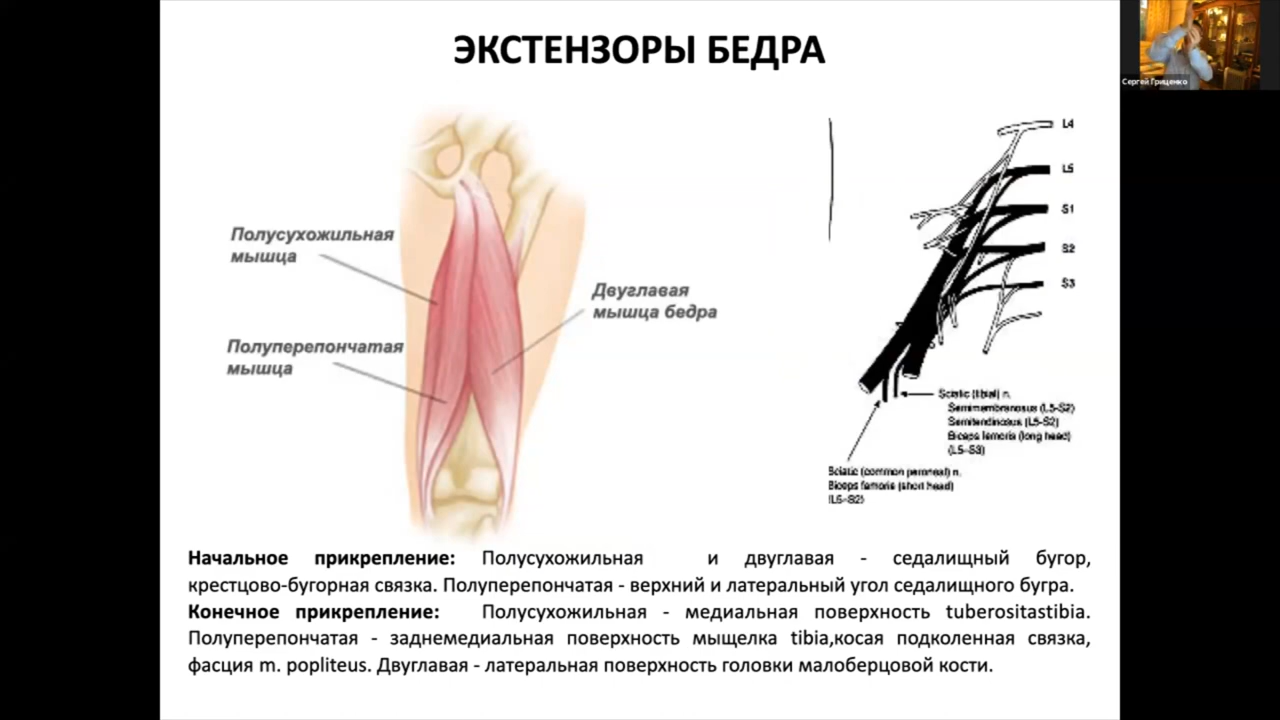 ЭКСТЕНЗОРЫ БЕДРА
Сергей Гриценко
Полусухожильная
мышца
Двуглавая
мышца бедра
Полуперепончатая
мышца
L4
L5
S1
S2
S3
Sciatic (tibial) n.
Semimembranosus (L5-S2)
Semitendinosus (L5-S2)
Biceps femoris (long head)
(L5-S3)
Sciatic (common peroneal) n.
Biceps femoris (short head)
(L5-S2)
Начальное прикрепление: Полусухожильная и двуглавая - седалищный бугор,
крестцово-бугорная связка. Полуперепончатая - верхний и латеральный угол седалищного бугра.
Конечное прикрепление: Полусухожильная - медиальная поверхность tuberositastibia.
Полуперепончатая - заднемедиальная поверхность мыщелка tibia,косая подколенная связка,
фасция m. popliteus. Двуглавая - латеральная поверхность головки малоберцовой кости.